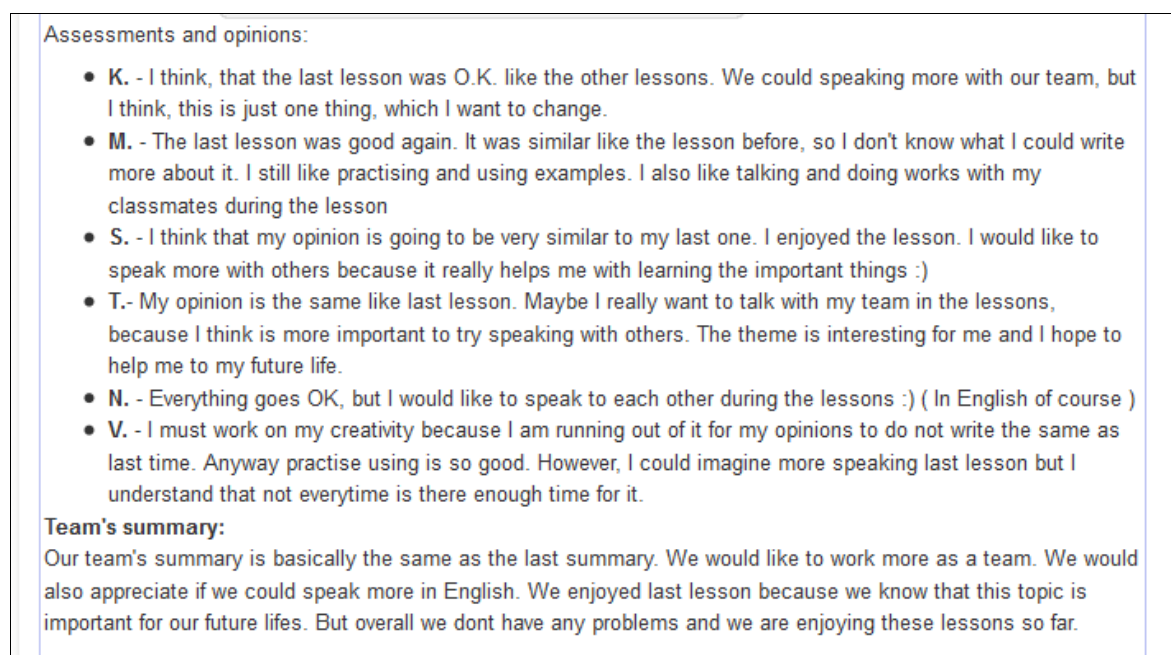 Assessments and opinions:
● K. - I think, that the last lesson was O.K. like the other lessons. We could speaking more with our team, but
I think, this is just one thing, which I want to change.
● M. - The last lesson was good again. It was similar like the lesson before, so I don't know what I could write
more about it. I still like practising and using examples. I also like talking and doing works with my
classmates during the lesson
● S. - I think that my opinion is going to be very similar to my last one. I enjoyed the lesson. I would like to
speak more with others because it really helps me with learning the important things :)
● T.- My opinion is the same like last lesson. Maybe I really want to talk with my team in the lessons,
because I think is more important to try speaking with others. The theme is interesting for me and I hope to
help me to my future life.
● N. - Everything goes OK, but I would like to speak to each other during the lessons :) ( In English of course )
● V. - I must work on my creativity because I am running out of it for my opinions to do not write the same as
last time. Anyway practise using is so good. However, I could imagine more speaking last lesson but I
understand that not everytime is there enough time for it.
Team's summary:
Our team's summary is basically the same as the last summary. We would like to work more as a team. We would
also appreciate if we could speak more in English. We enjoyed last lesson because we know that this topic is
important for our future lifes. But overall we dont have any problems and we are enjoying these lessons so far.